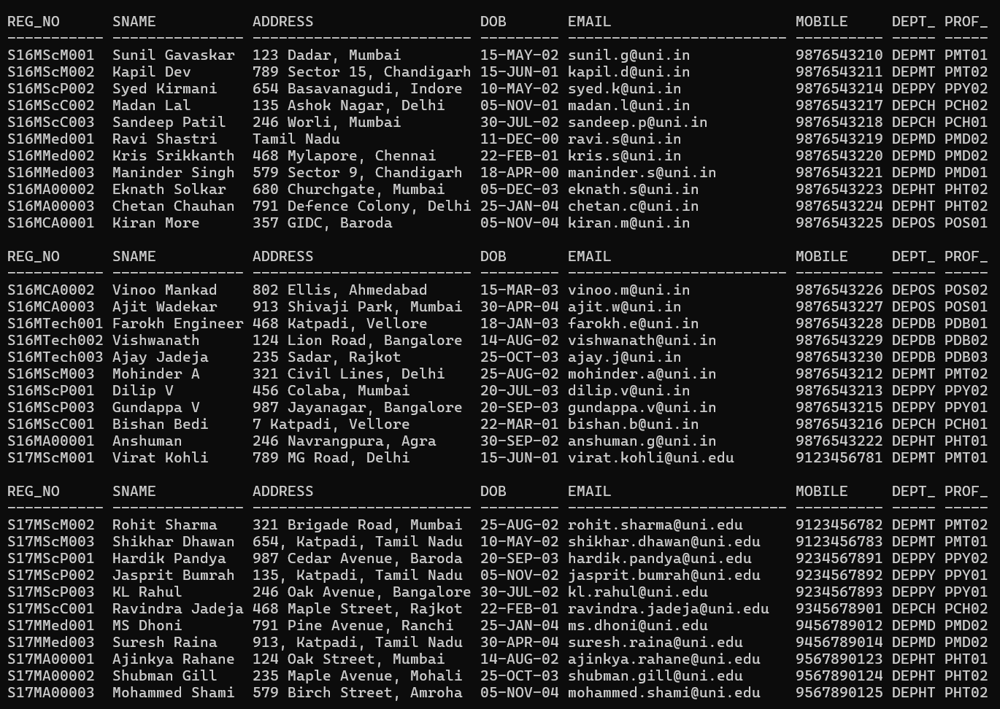 REG_NO      SNAME           ADDRESS                   DOB       EMAIL                     MOBILE     DEPT_ PROF_
----------- --------------- ------------------------- --------- ------------------------- ---------- ----- -----
S16MScM001  Sunil Gavaskar  123 Dadar, Mumbai         15-MAY-02 sunil.g@uni.in            9876543210 DEPMT PMT01
S16MScM002  Kapil Dev       789 Sector 15, Chandigarh 15-JUN-01 kapil.d@uni.in            9876543211 DEPMT PMT02
S16MScP002  Syed Kirmani    654 Basavanagudi, Indore  10-MAY-02 syed.k@uni.in             9876543214 DEPPY PPY02
S16MScC002  Madan Lal       135 Ashok Nagar, Delhi    05-NOV-01 madan.l@uni.in            9876543217 DEPCH PCH02
S16MScC003  Sandeep Patil   246 Worli, Mumbai         30-JUL-02 sandeep.p@uni.in          9876543218 DEPCH PCH01
S16MMed001  Ravi Shastri    Tamil Nadu                11-DEC-00 ravi.s@uni.in             9876543219 DEPMD PMD02
S16MMed002  Kris Srikkanth  468 Mylapore, Chennai     22-FEB-01 kris.s@uni.in             9876543220 DEPMD PMD02
S16MMed003  Maninder Singh  579 Sector 9, Chandigarh  18-APR-00 maninder.s@uni.in         9876543221 DEPMD PMD01
S16MA00002  Eknath Solkar   680 Churchgate, Mumbai    05-DEC-03 eknath.s@uni.in           9876543223 DEPHT PHT02
S16MA00003  Chetan Chauhan  791 Defence Colony, Delhi 25-JAN-04 chetan.c@uni.in           9876543224 DEPHT PHT02
S16MCA0001  Kiran More      357 GIDC, Baroda          05-NOV-04 kiran.m@uni.in            9876543225 DEPOS POS01
REG_NO      SNAME           ADDRESS                   DOB       EMAIL                     MOBILE     DEPT_ PROF_
----------- --------------- ------------------------- --------- ------------------------- ---------- ----- -----
S16MCA0002  Vinoo Mankad    802 Ellis, Ahmedabad      15-MAR-03 vinoo.m@uni.in            9876543226 DEPOS POS02
S16MCA0003  Ajit Wadekar    913 Shivaji Park, Mumbai  30-APR-04 ajit.w@uni.in             9876543227 DEPOS POS01
S16MTech001 Farokh Engineer 468 Katpadi, Vellore      18-JAN-03 farokh.e@uni.in           9876543228 DEPDB PDB01
S16MTech002 Vishwanath      124 Lion Road, Bangalore  14-AUG-02 vishwanath@uni.in         9876543229 DEPDB PDB02
S16MTech003 Ajay Jadeja     235 Sadar, Rajkot         25-OCT-03 ajay.j@uni.in             9876543230 DEPDB PDB03
S16MScM003  Mohinder A      321 Civil Lines, Delhi    25-AUG-02 mohinder.a@uni.in         9876543212 DEPMT PMT02
S16MScP001  Dilip V         456 Colaba, Mumbai        20-JUL-03 dilip.v@uni.in            9876543213 DEPPY PPY02
S16MScP003  Gundappa V      987 Jayanagar, Bangalore  20-SEP-03 gundappa.v@uni.in         9876543215 DEPPY PPY01
S16MScC001  Bishan Bedi     7 Katpadi, Vellore        22-MAR-01 bishan.b@uni.in           9876543216 DEPCH PCH01
S16MA00001  Anshuman        246 Navrangpura, Agra     30-SEP-02 anshuman.g@uni.in         9876543222 DEPHT PHT01
S17MScM001  Virat Kohli     789 MG Road, Delhi        15-JUN-01 virat.kohli@uni.edu       9123456781 DEPMT PMT01
REG_NO      SNAME           ADDRESS                   DOB       EMAIL                     MOBILE     DEPT_ PROF_
----------- --------------- ------------------------- --------- ------------------------- ---------- ----- -----
S17MScM002  Rohit Sharma    321 Brigade Road, Mumbai  25-AUG-02 rohit.sharma@uni.edu      9123456782 DEPMT PMT02
S17MScM003  Shikhar Dhawan  654, Katpadi, Tamil Nadu  10-MAY-02 shikhar.dhawan@uni.edu    9123456783 DEPMT PMT01
S17MScP001  Hardik Pandya   987 Cedar Avenue, Baroda  20-SEP-03 hardik.pandya@uni.edu     9234567891 DEPPY PPY02
S17MScP002  Jasprit Bumrah  135, Katpadi, Tamil Nadu  05-NOV-02 jasprit.bumrah@uni.edu    9234567892 DEPPY PPY01
S17MScP003  KL Rahul        246 Oak Avenue, Bangalore 30-JUL-02 kl.rahul@uni.edu          9234567893 DEPPY PPY01
S17MScC001  Ravindra Jadeja 468 Maple Street, Rajkot  22-FEB-01 ravindra.jadeja@uni.edu   9345678901 DEPCH PCH02
S17MMed001  MS Dhoni        791 Pine Avenue, Ranchi   25-JAN-04 ms.dhoni@uni.edu          9456789012 DEPMD PMD02
S17MMed003  Suresh Raina    913, Katpadi, Tamil Nadu  30-APR-04 suresh.raina@uni.edu      9456789014 DEPMD PMD02
S17MA00001  Ajinkya Rahane  124 Oak Street, Mumbai    14-AUG-02 ajinkya.rahane@uni.edu    9567890123 DEPHT PHT01
S17MA00002  Shubman Gill    235 Maple Avenue, Mohali  25-OCT-03 shubman.gill@uni.edu      9567890124 DEPHT PHT02
S17MA00003  Mohammed Shami  579 Birch Street, Amroha  05-NOV-04 mohammed.shami@uni.edu    9567890125 DEPHT PHT02